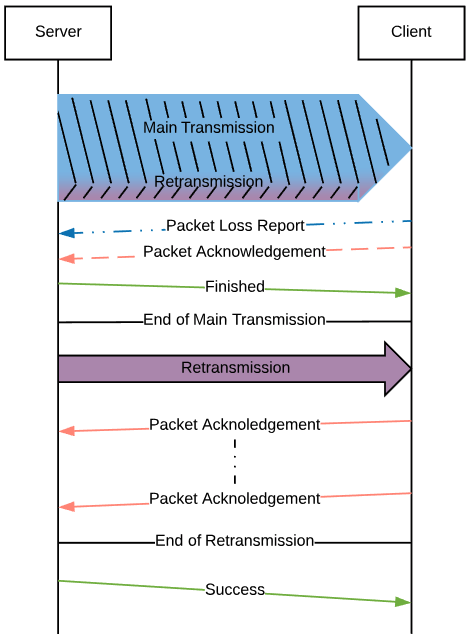 Server
Client
Main Transmission
Retransmission
Packet Loss Report
Packet Acknowledgement
Finished
End of Main Transmission
Retransmission
Packet Acknoledgement
Packet Acknoledgement
End of Retransmission
Success